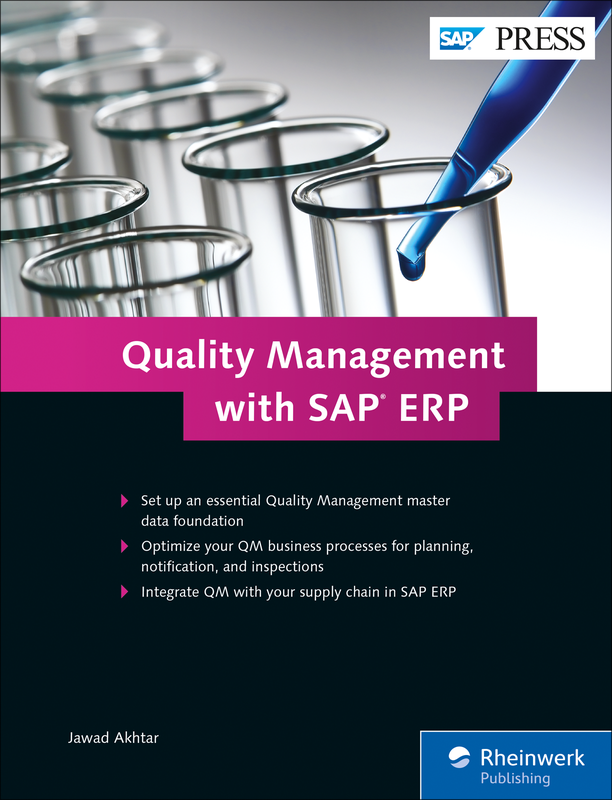 SAP® PRESS
Quality Management
with SAP® ERP
Set up an essential Quality Management master
data foundation
Optimize your QM business processes for planning,
notification, and inspections
Integrate QM with your supply chain in SAP ERP
Jawad Akhtar
Rheinwerk
Publishing